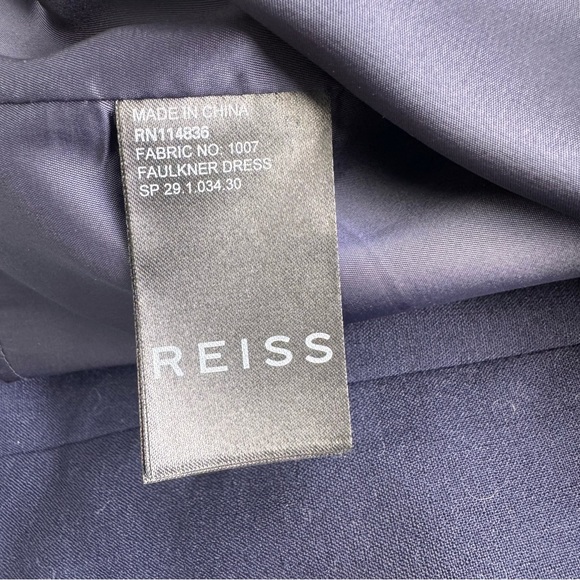 MADE IN CHINA
RN114836
FABRIC NO: 1007
FAULKNER DRESS
SP 29.1.034.30
REISS